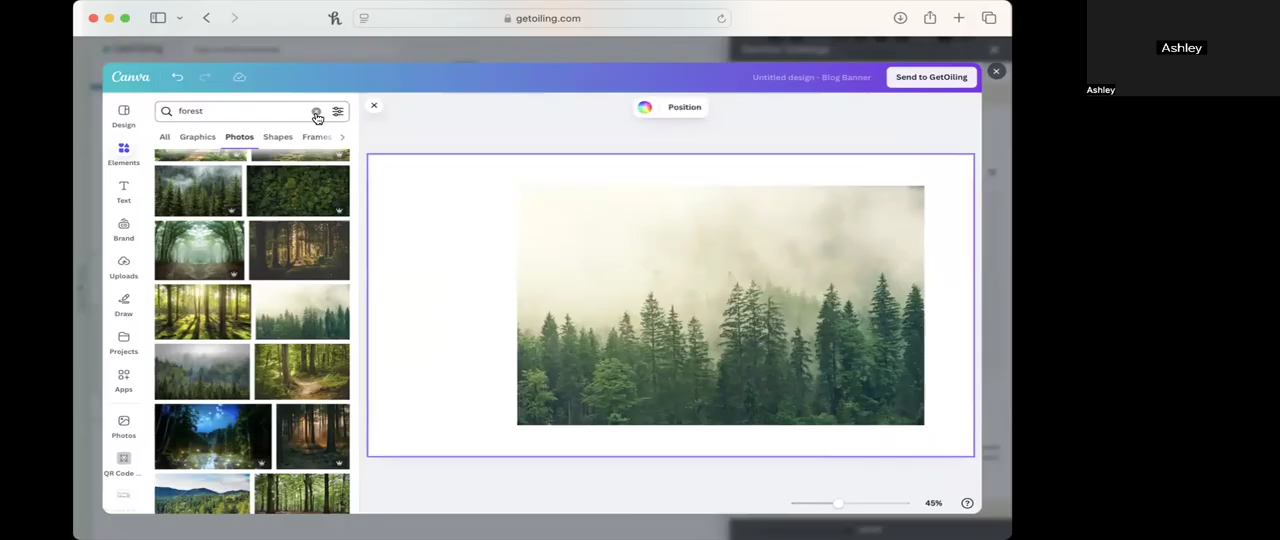 getoiling.com
Ashley
Ashley
Canva
Untitled design - Blog Banner
Send to GetOiling
Design
forest
Position
All
Graphics
Photos
Shapes
Frames
Elements
Text
Brand
Uploads
Draw
Projects
Apps
Photos
QR Code ...
45%
?